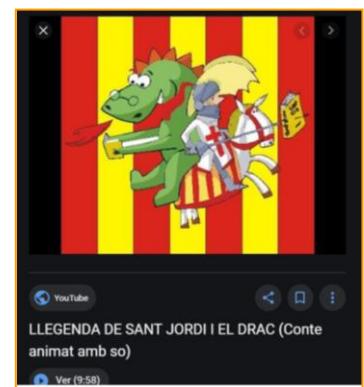 YouTube
LLEGENDA DE SANT JORDI I EL DRAC (Conte
animat amb so)
Ver (9:58)